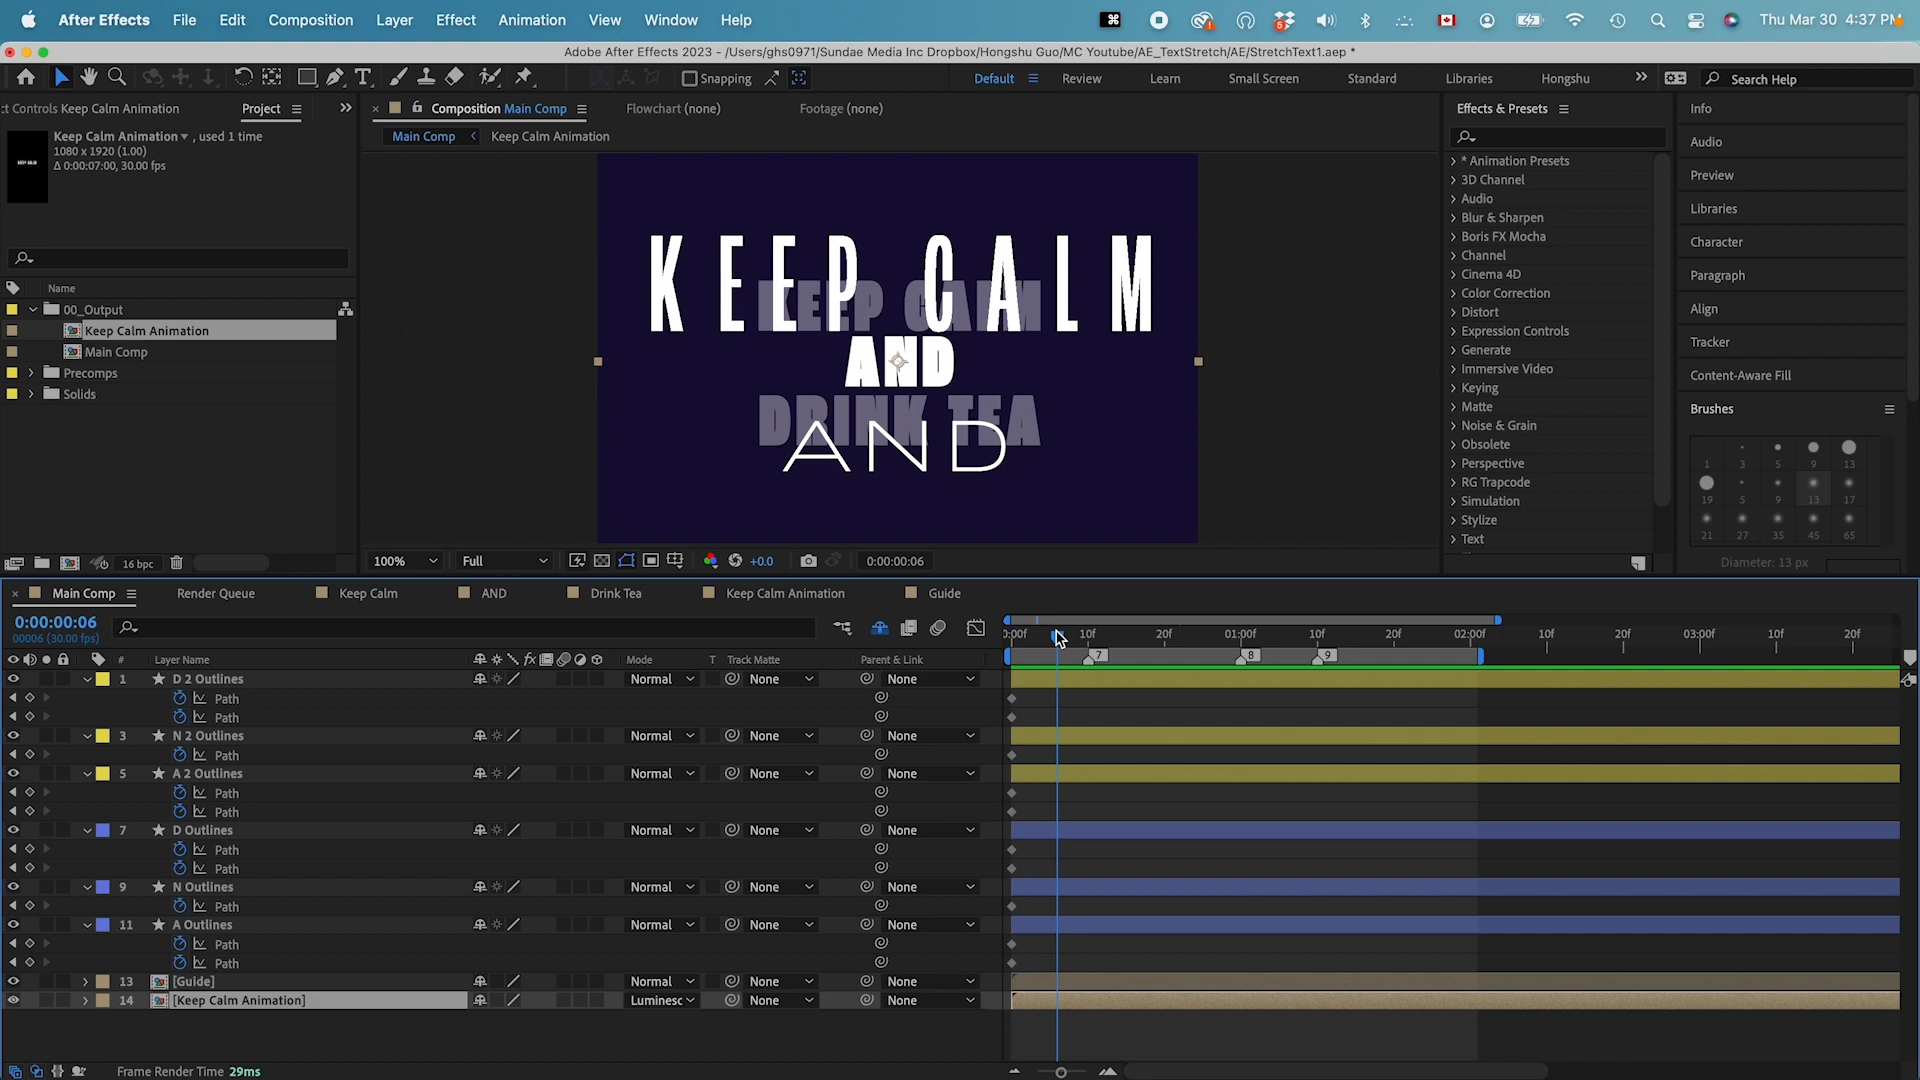 After Effects File Edit Composition Layer Effect Animation View Window Help Thu Mar 30 4:37 PM
Adobe After Effects 2023 - /Users/ghs0971/Sundae Media Inc Dropbox/Hongshu Guo/MC Youtube/AE_TextStretch/AE/StretchText1.aep *
Snapping Default Review Learn Small Screen Standard Libraries Hongshu Search Help
ct Controls Keep Calm Animation Project
Composition Main Comp Flowchart (none) Footage (none)
Effects & Presets
Info
Keep Calm Animation , used 1 time
1080 x 1920 (1.00)
Δ 0:00:07:00, 30.00 fps
Main Comp Keep Calm Animation
Name
00_Output
Keep Calm Animation
Main Comp
Precomps
Solids
16 bpc
KEEP CALM
KEEP CALM
AND
DRINK TEA
AND
100% Full +0.0 0:00:00:06
* Animation Presets
3D Channel
Audio
Blur & Sharpen
Boris FX Mocha
Channel
Cinema 4D
Color Correction
Distort
Expression Controls
Generate
Immersive Video
Keying
Matte
Noise & Grain
Obsolete
Perspective
RG Trapcode
Simulation
Stylize
Text
Audio
Preview
Libraries
Character
Paragraph
Align
Tracker
Content-Aware Fill
Brushes
1 3 5 9 13
19 5 9 13 17
21 27 35 45 65
Diameter: 13 px
Main Comp Render Queue Keep Calm AND Drink Tea Keep Calm Animation Guide
0:00:00:06
00006 (30.00 fps)
0:00f 10f 20f 01:00f 10f 20f 02:00f 10f 20f 03:00f 10f 20f
7 8 9
# Layer Name Mode T Track Matte Parent & Link
1 D 2 Outlines Normal None None
Path
Path
3 N 2 Outlines Normal None None
Path
5 A 2 Outlines Normal None None
Path
Path
7 D Outlines Normal None None
Path
Path
9 N Outlines Normal None None
Path
11 A Outlines Normal None None
Path
Path
13 [Guide] Normal None None
14 [Keep Calm Animation] Luminesc None None
Frame Render Time 29ms